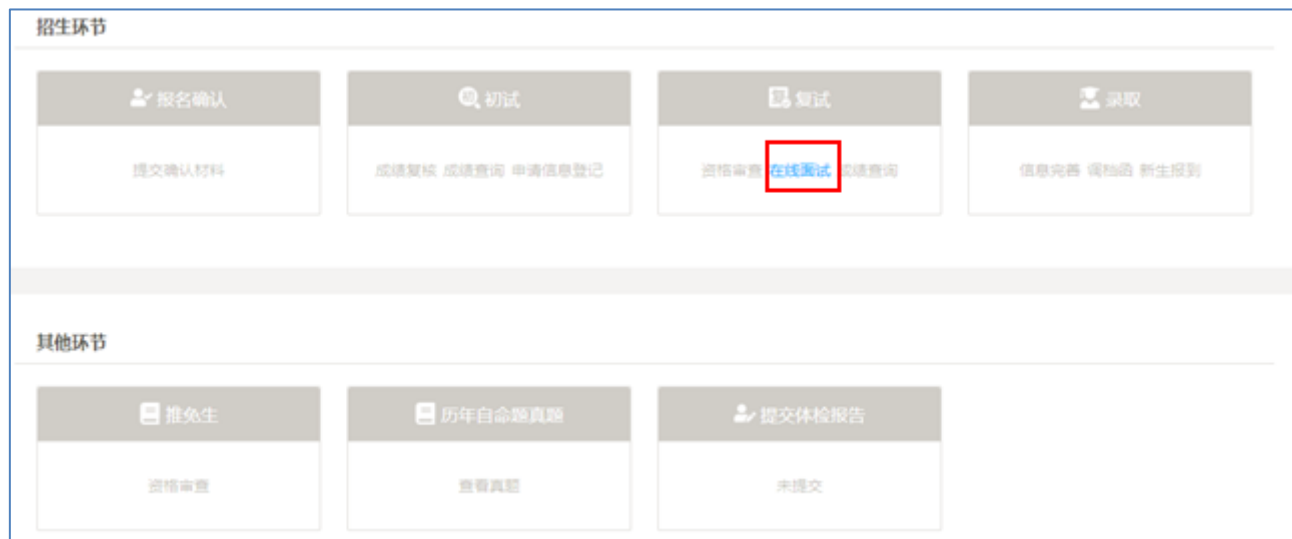 招生环节
报名确认 初试 复试 录取
提交确认材料 成绩复核 成绩查询 申请信息登记 资格审查 在线面试 成绩查询 信息完善 调档函 新生报到
其他环节
推免生 历年自命题真题 提交体检报告
资格审查 查看真题 未提交